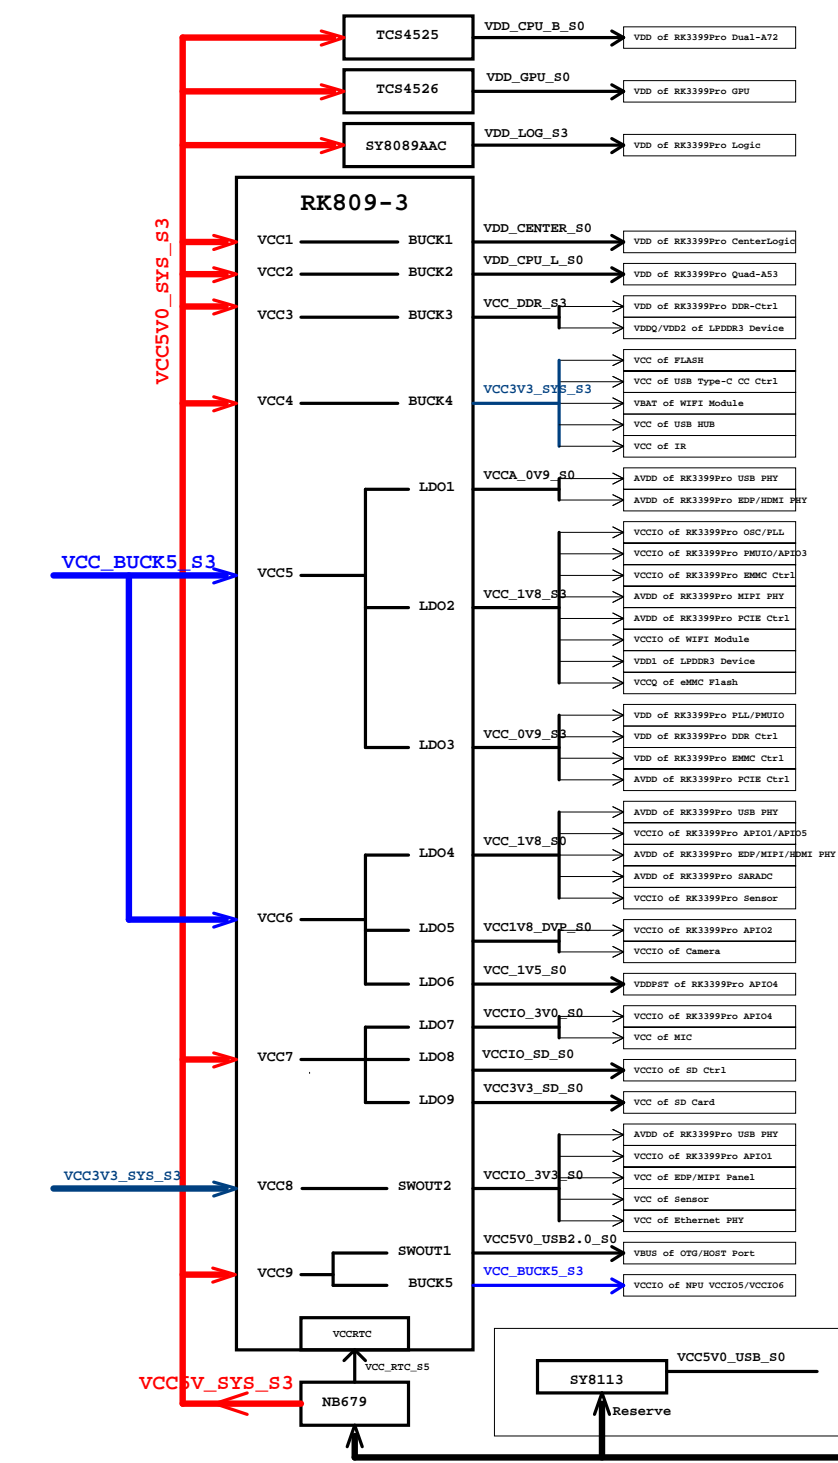 TCS4525
VDD_CPU_B_S0
VDD of RK3399Pro Dual-A72
TCS4526
VDD_GPU_S0
VDD of RK3399Pro GPU
SY8089AAC
VDD_LOG_S3
VDD of RK3399Pro Logic
RK809-3
VCC5V0_SYS_S3
VCC1
BUCK1
VDD_CENTER_S0
VDD of RK3399Pro CenterLogic
VCC2
BUCK2
VDD_CPU_L_S0
VDD of RK3399Pro Quad-A53
VCC3
BUCK3
VCC_DDR_S3
VDD of RK3399Pro DDR-Ctrl
VDDQ/VDD2 of LPDDR3 Device
VCC4
BUCK4
VCC3V3_SYS_S3
VCC of FLASH
VCC of USB Type-C CC Ctrl
VBAT of WIFI Module
VCC of USB HUB
VCC of IR
VCC_BUCK5_S3
VCC5
LDO1
VCCA_0V9_S0
AVDD of RK3399Pro USB PHY
AVDD of RK3399Pro EDP/HDMI PHY
LDO2
VCC_1V8_S3
VCCIO of RK3399Pro OSC/PLL
VCCIO of RK3399Pro PMUIO/APIO3
VCCIO of RK3399Pro EMMC Ctrl
AVDD of RK3399Pro MIPI PHY
AVDD of RK3399Pro PCIE Ctrl
VCCIO of WIFI Module
VDD1 of LPDDR3 Device
VCCQ of eMMC Flash
LDO3
VCC_0V9_S3
VDD of RK3399Pro PLL/PMUIO
VDD of RK3399Pro DDR Ctrl
VDD of RK3399Pro EMMC Ctrl
AVDD of RK3399Pro PCIE Ctrl
VCC6
LDO4
VCC_1V8_S0
AVDD of RK3399Pro USB PHY
VCCIO of RK3399Pro APIO1/APIO5
AVDD of RK3399Pro EDP/MIPI/HDMI PHY
AVDD of RK3399Pro SARADC
VCCIO of RK3399Pro Sensor
LDO5
VCC1V8_DVP_S0
VCCIO of RK3399Pro APIO2
VCCIO of Camera
LDO6
VCC_1V5_S0
VDDPST of RK3399Pro APIO4
VCC7
LDO7
VCCIO_3V0_S0
VCCIO of RK3399Pro APIO4
VCC of MIC
LDO8
VCCIO_SD_S0
VCCIO of SD Ctrl
LDO9
VCC3V3_SD_S0
VCC of SD Card
VCC3V3_SYS_S3
VCC8
SWOUT2
VCCIO_3V3_S0
AVDD of RK3399Pro USB PHY
VCCIO of RK3399Pro APIO1
VCC of EDP/MIPI Panel
VCC of Sensor
VCC of Ethernet PHY
VCC9
SWOUT1
VCC5V0_USB2.0_S0
VBUS of OTG/HOST Port
BUCK5
VCC_BUCK5_S3
VCCIO of NPU VCCIO5/VCCIO6
VCCRTC
VCC_RTC_S5
VCC5V_SYS_S3
NB679
SY8113
VCC5V0_USB_S0
Reserve